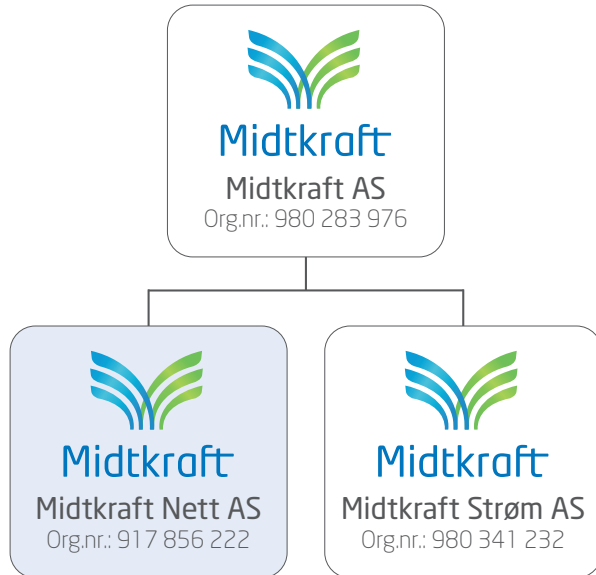 Midtkraft
Midtkraft AS
Org.nr.: 980 283 976
Midtkraft
Midtkraft Nett AS
Org.nr.: 917 856 222
Midtkraft
Midtkraft Strøm AS
Org.nr.: 980 341 232